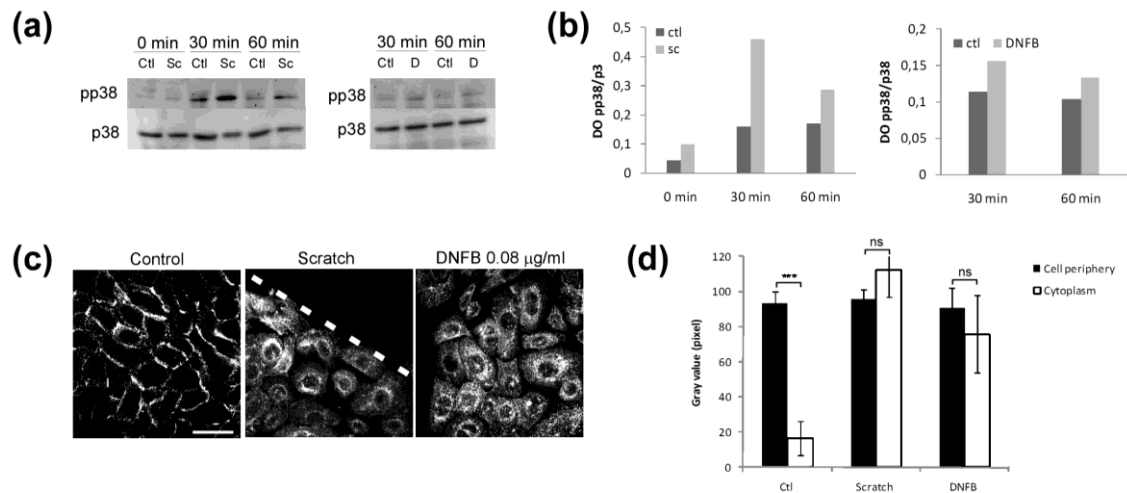 (a)
0 min 30 min 60 min
Ctl Sc Ctl Sc Ctl Sc
pp38
p38
30 min 60 min
Ctl D Ctl D
pp38
p38
(b)
ctl
sc
DO pp38/p3
0,5
0,4
0,3
0,2
0,1
0
0 min 30 min 60 min
ctl DNFB
DO pp38/p38
0,2
0,15
0,1
0,05
0
30 min 60 min
(c)
Control Scratch DNFB 0.08 µg/ml
(d)
Gray value (pixel)
120
100
80
60
40
20
0
***
ns
ns
Cell periphery
Cytoplasm
Ctl Scratch DNFB